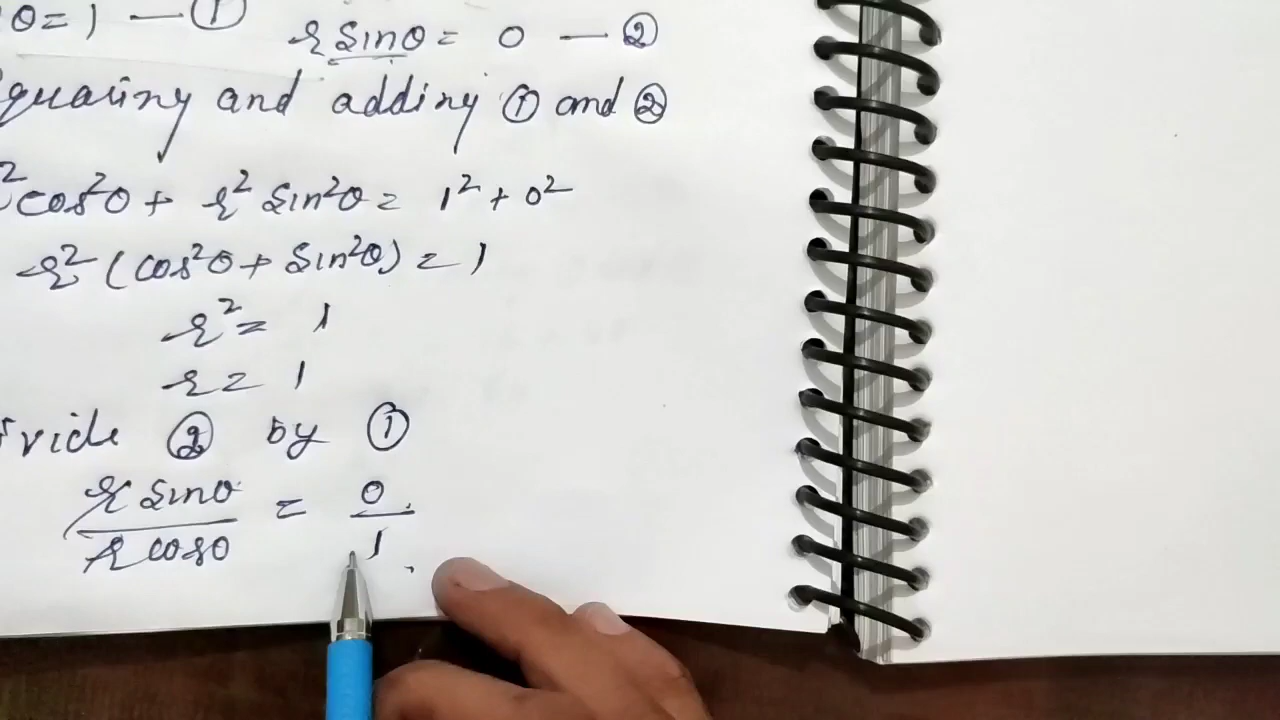 θ = 1 — ①
r sinθ = 0 — ②
quaring and adding ① and ②
² cos²θ + r² sin²θ = 1² + 0²
r² (cos²θ + sin²θ) = 1
r² = 1
r = 1
ivide ② by ①
r sinθ / r cosθ = 0 / 1